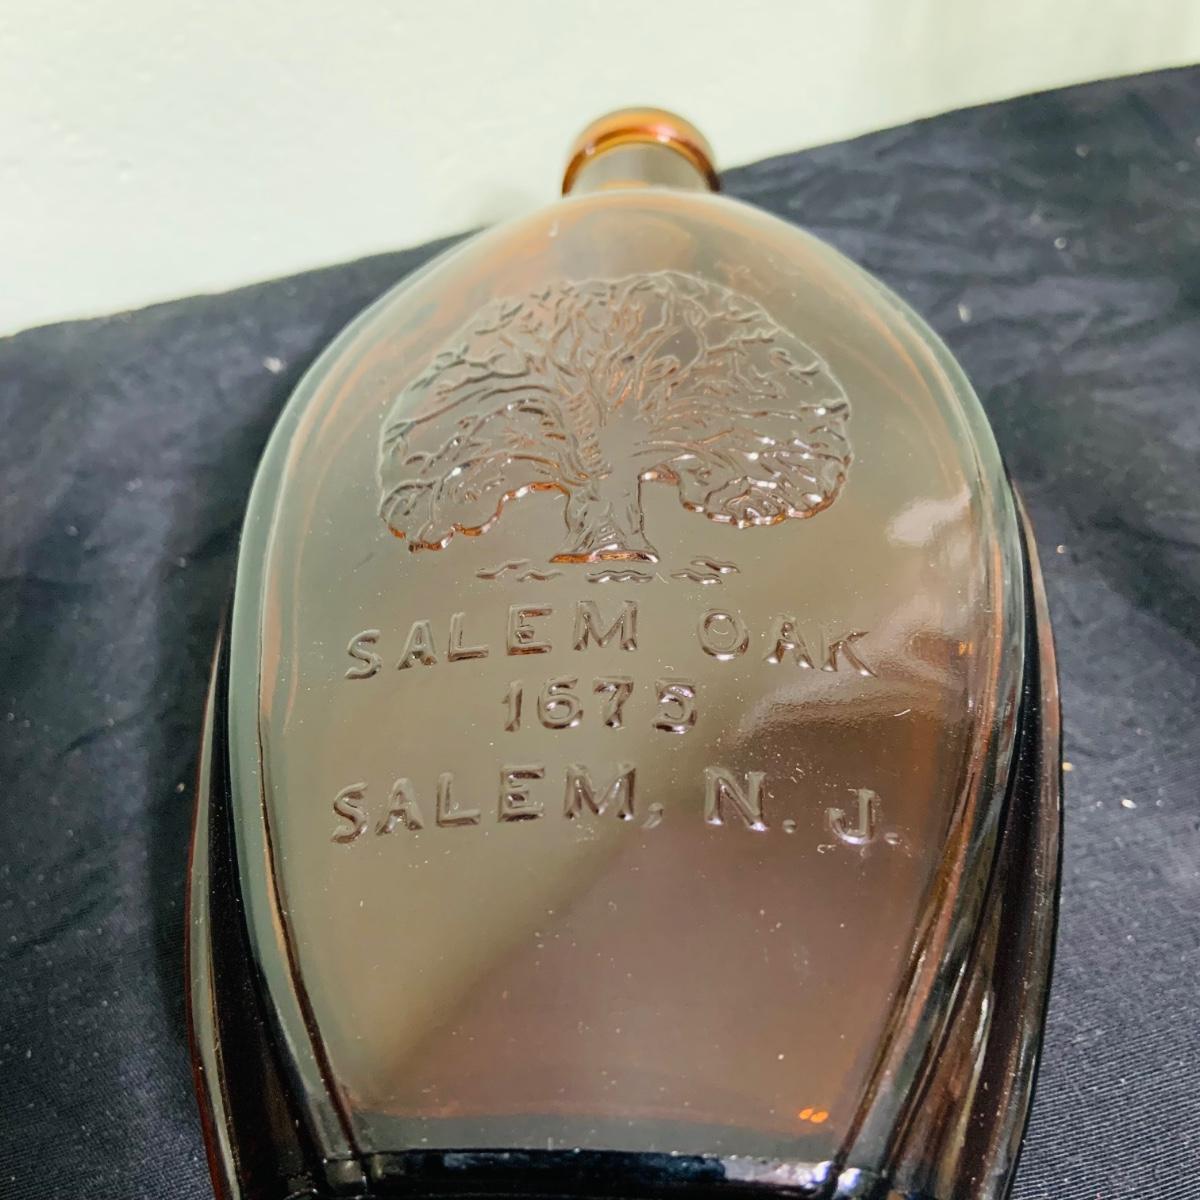 SALEM OAK
1675
SALEM, N. J.